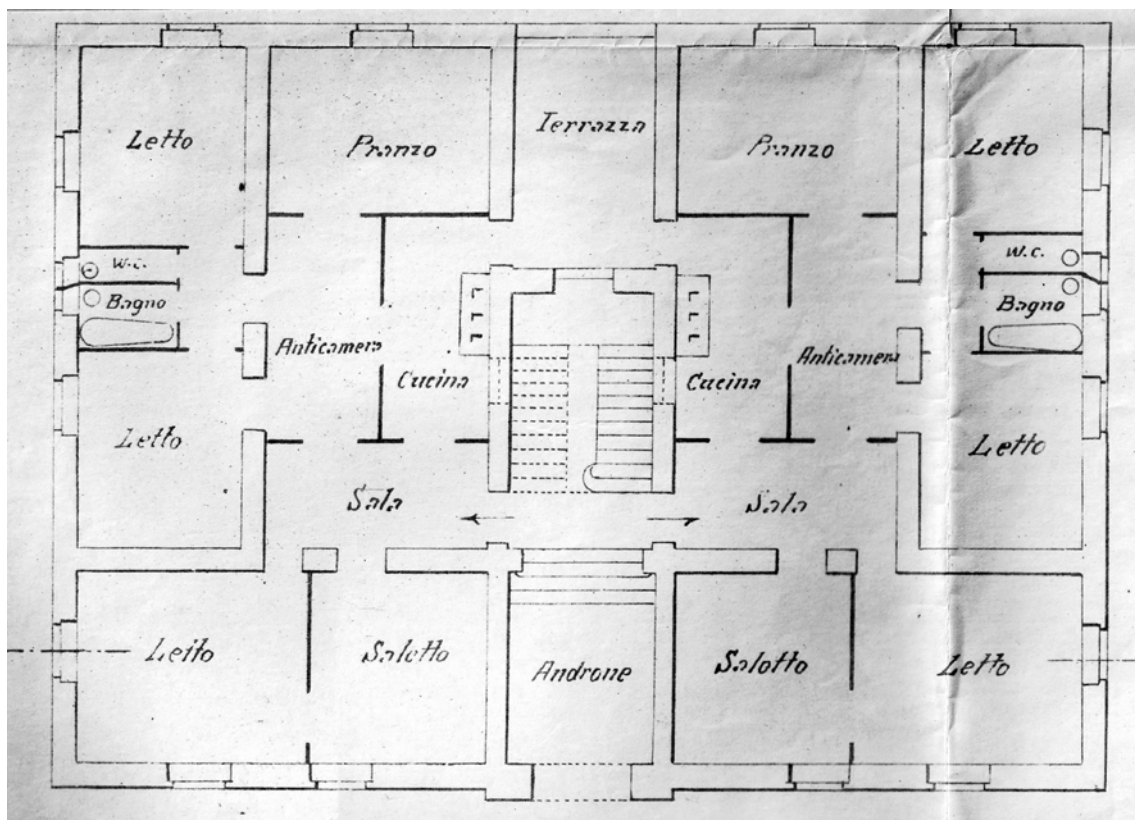 Letto
Pranzo
Terrazza
Pranzo
Letto
W.C.
Bagno
W.C.
Bagno
Anticamera
Cucina
Cucina
Anticamera
Letto
Letto
Sala
Sala
Letto
Salotto
Androne
Salotto
Letto